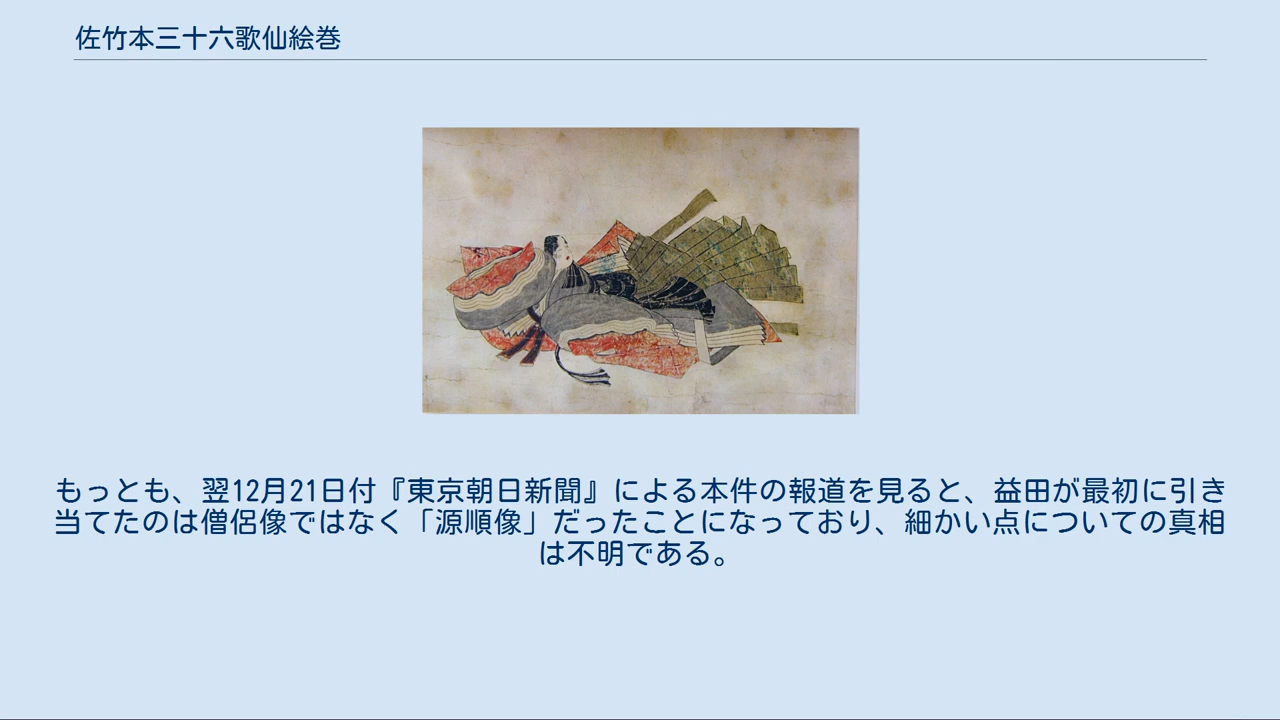 佐竹本三十六歌仙絵巻
もっとも、翌12月21日付『東京朝日新聞』による本件の報道を見ると、益田が最初に引き
当てたのは僧侶像ではなく「源順像」だったことになっており、細かい点についての真相
は不明である。